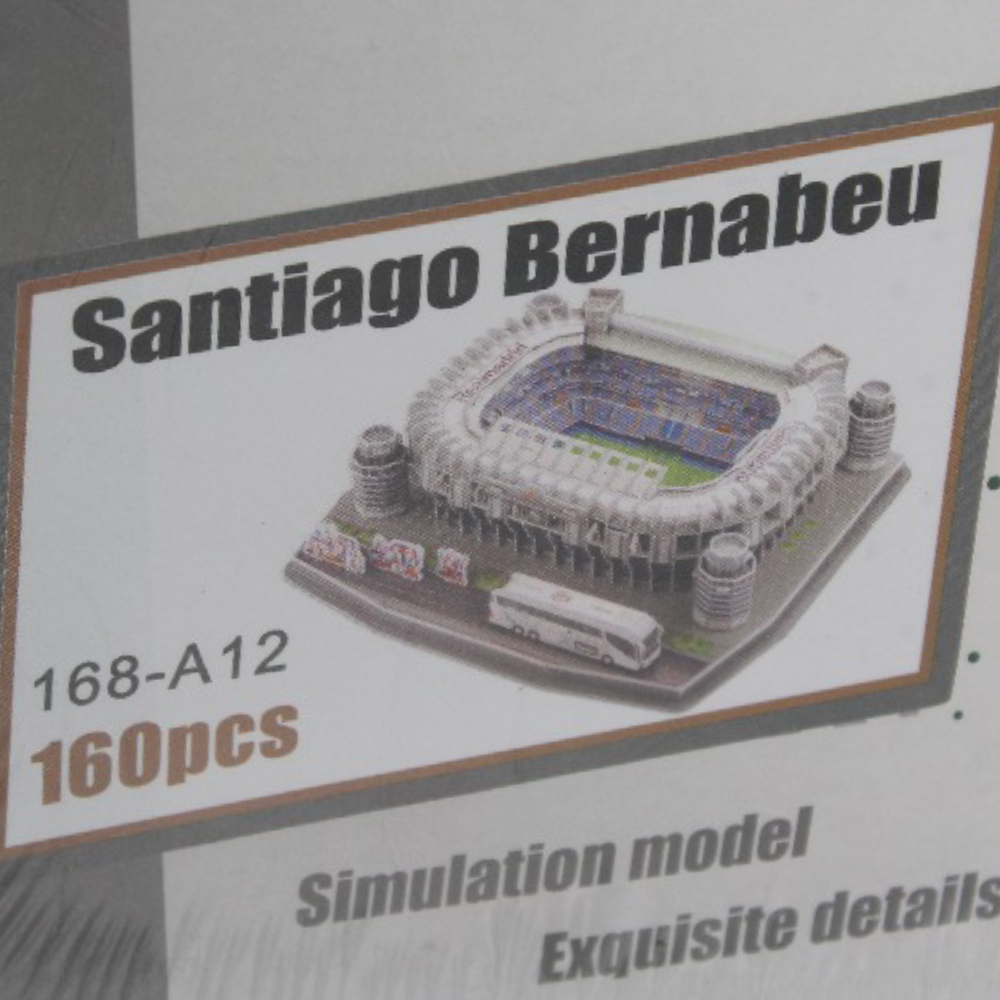 Santiago Bernabeu
168-A12
160pcs
Simulation model
Exquisite details